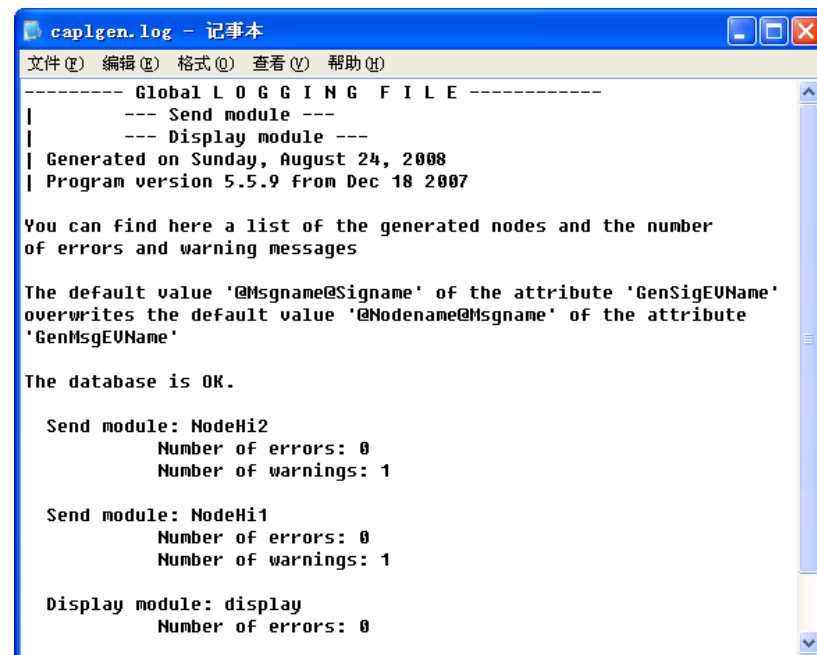 caplgen.log - 记事本
文件(F) 编辑(E) 格式(O) 查看(V) 帮助(H)
--------- Global L O G G I N G  F I L E ------------
|        --- Send module ---
|        --- Display module ---
| Generated on Sunday, August 24, 2008
| Program version 5.5.9 from Dec 18 2007
You can find here a list of the generated nodes and the number
of errors and warning messages
The default value '@Msgname@Signame' of the attribute 'GenSigEVName'
overwrites the default value '@Nodename@Msgname' of the attribute
'GenMsgEVName'
The database is OK.
Send module: NodeHi2
Number of errors: 0
Number of warnings: 1
Send module: NodeHi1
Number of errors: 0
Number of warnings: 1
Display module: display
Number of errors: 0